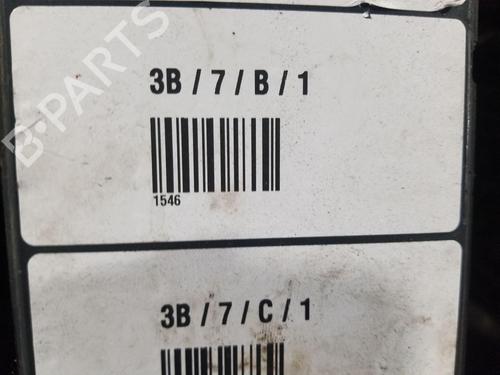 B-PARTS
3B / 7 / B / 1
1546
3B / 7 / C / 1